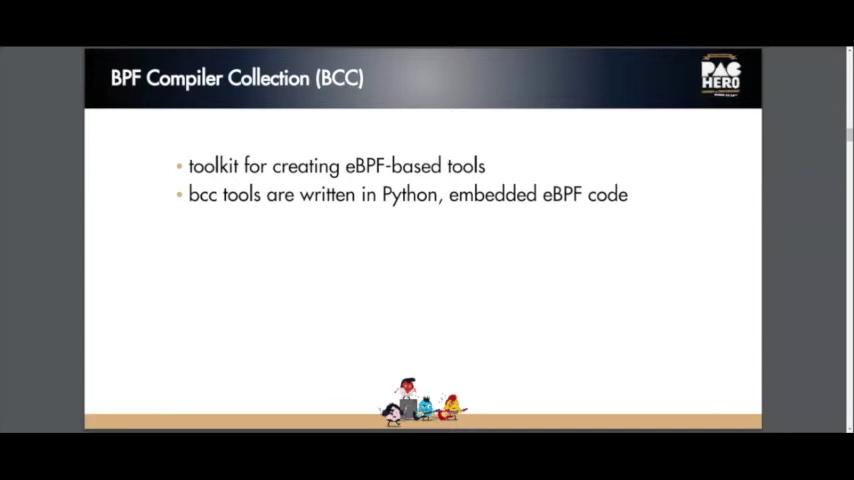 BPF Compiler Collection (BCC)
PAC
HERO
• toolkit for creating eBPF-based tools
• bcc tools are written in Python, embedded eBPF code